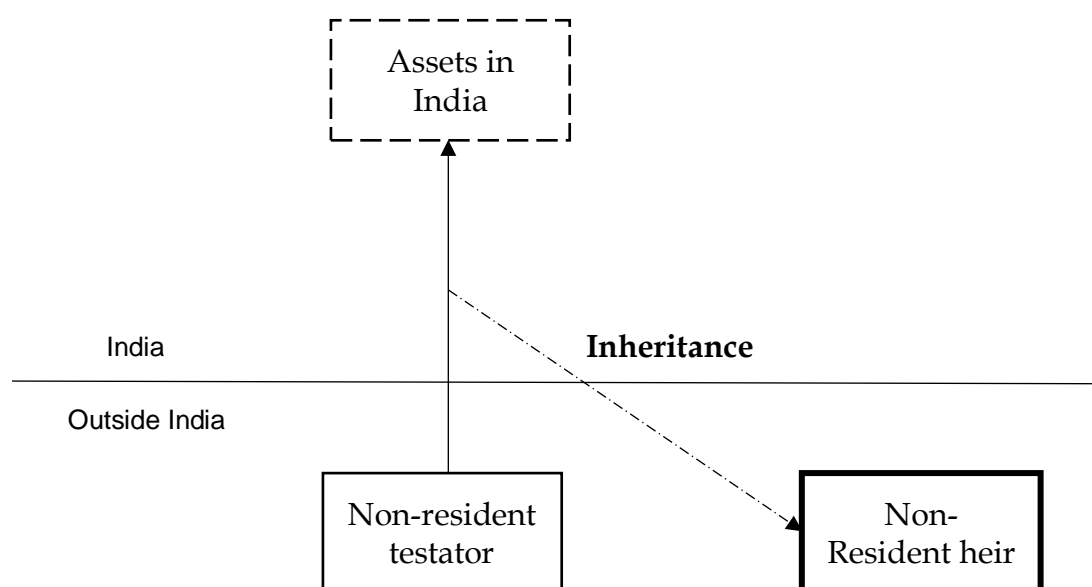 Assets in
India
India
Inheritance
Outside India
Non-resident
testator
Non-
Resident heir